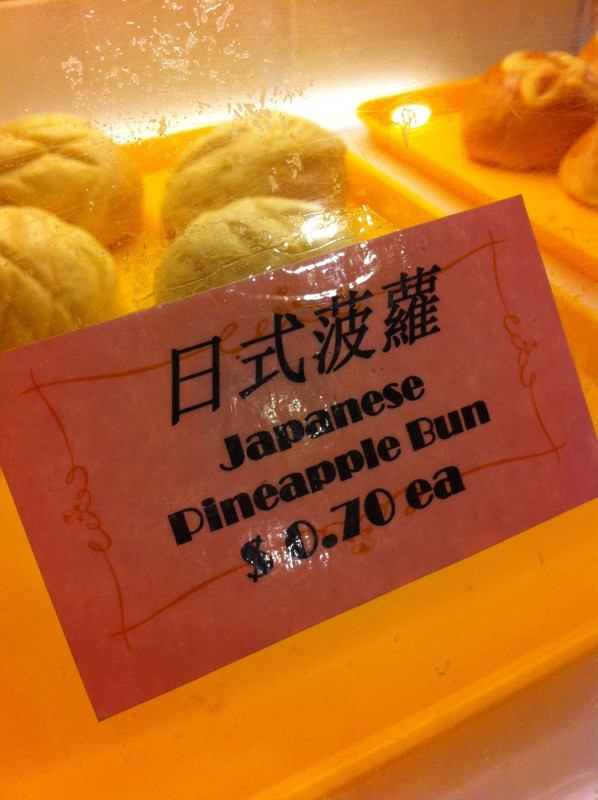 日式菠蘿
Japanese
Pineapple Bun
$ 0.70 ea